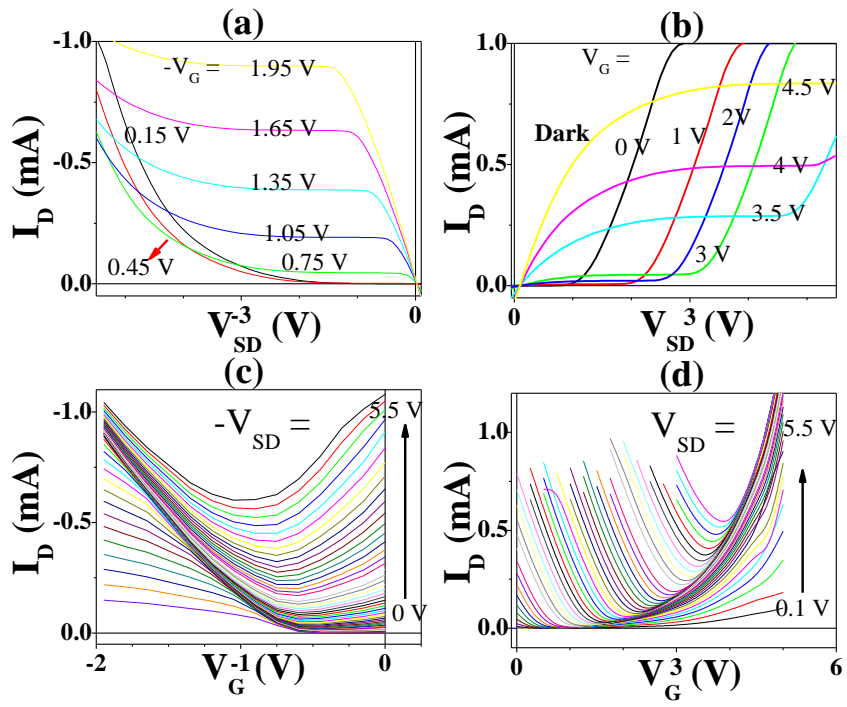 (a)
-1.0
-0.5
0.0
I_D (mA)
-V_G =
1.95 V
1.65 V
0.15 V
1.35 V
1.05 V
0.75 V
0.45 V
-3
0
V_SD (V)
(b)
1.0
0.5
0.0
I_D (mA)
V_G =
4.5 V
Dark
0 V
1 V
2V
4 V
3.5 V
3 V
0
3
6
V_SD (V)
(c)
-1.0
-0.5
0.0
I_D (mA)
-V_SD =
5.5 V
0 V
-2
-1
0
V_G (V)
(d)
1.0
0.5
0.0
I_D (mA)
V_SD =
5.5 V
0.1 V
0
3
6
V_G (V)